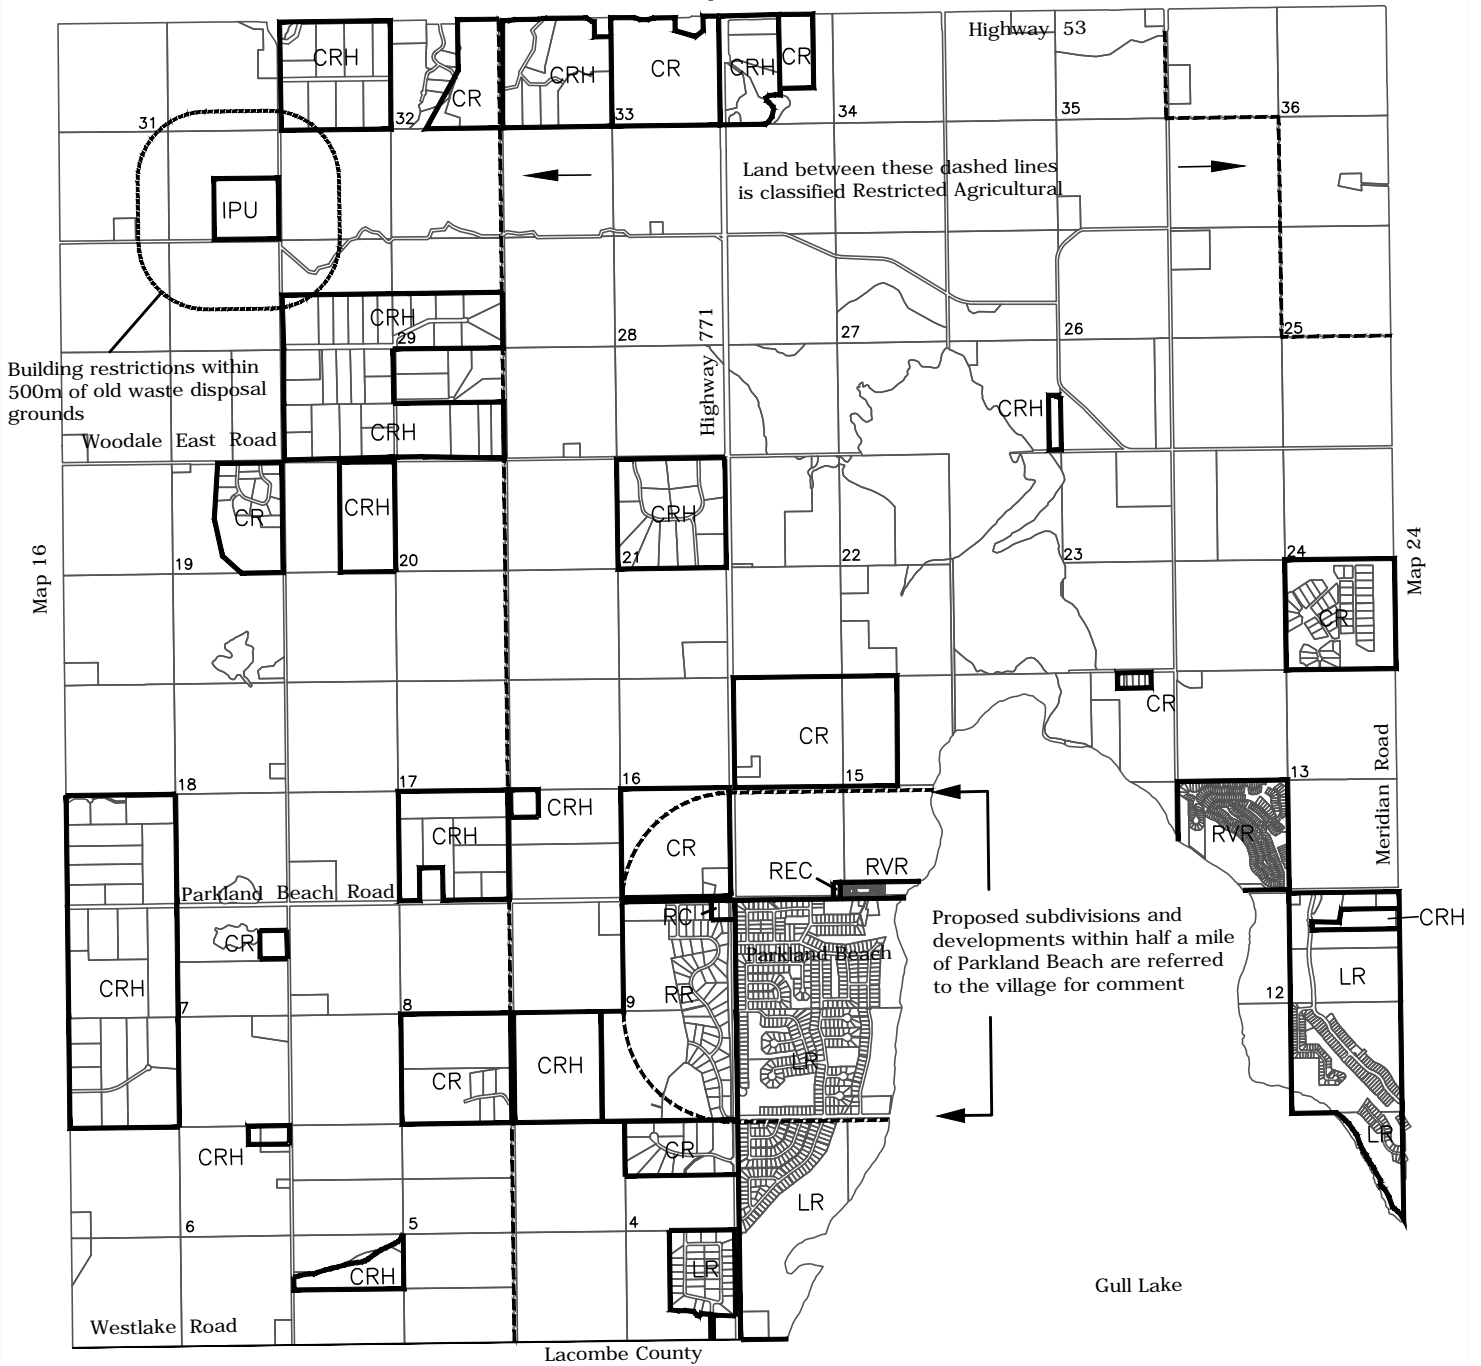 Highway 53
CRH
CR
CRH
CR
CRH
CR
31
32
33
34
35
36
Land between these dashed lines
is classified Restricted Agricultural
IPU
CRH
29
28
Highway 771
27
26
25
Building restrictions within
500m of old waste disposal
grounds
Woodale East Road
CRH
CRH
CR
CRH
CRH
19
20
21
22
23
24
Map 16
Map 24
CR
CR
CR
18
17
16
15
13
Meridian Road
CRH
CRH
CR
REC
RVR
RVR
Parkland Beach Road
RC
CRH
CR
Parkland Beach
Proposed subdivisions and
developments within half a mile
of Parkland Beach are referred
to the village for comment
CRH
RR
LR
7
8
9
12
CR
CRH
LR
CRH
CR
LR
LR
6
5
4
CRH
LR
Gull Lake
Westlake Road
Lacombe County